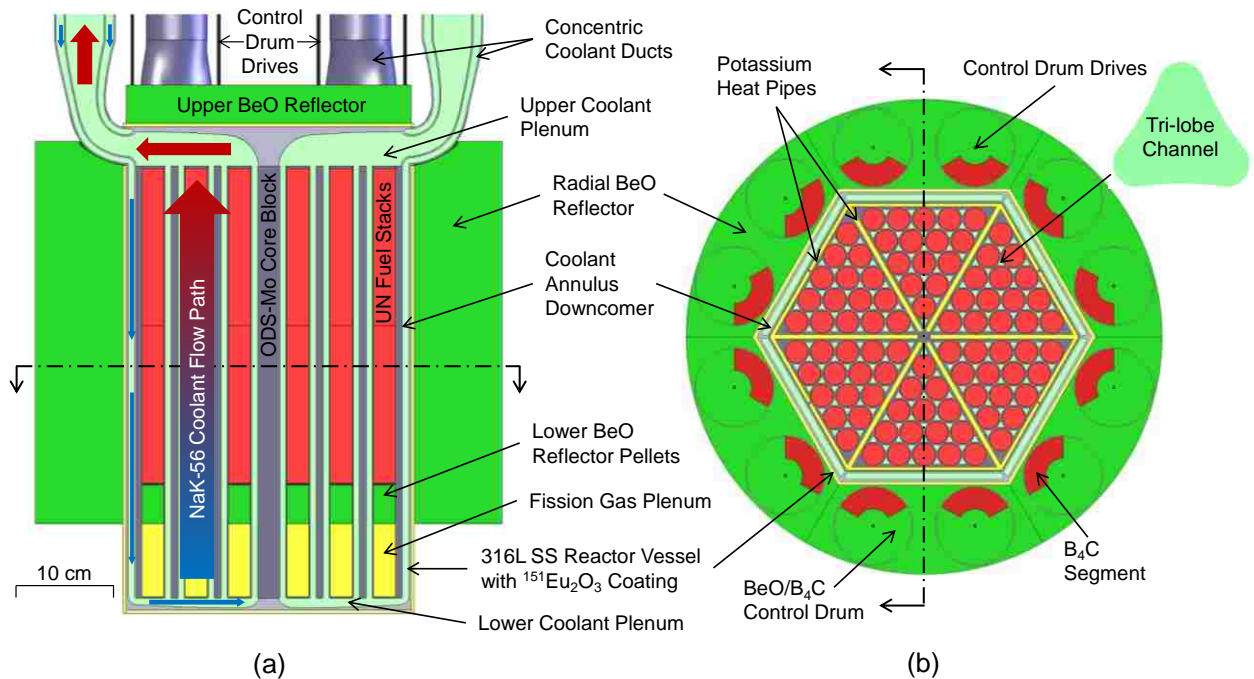 Control
Drum
Drives
Concentric
Coolant Ducts
Upper BeO Reflector
Upper Coolant
Plenum
Radial BeO
Reflector
ODS-Mo Core Block
UN Fuel Stacks
NaK-56 Coolant Flow Path
Coolant
Annulus
Downcomer
Lower BeO
Reflector Pellets
Fission Gas Plenum
316L SS Reactor Vessel
with ¹⁵¹Eu₂O₃ Coating
Lower Coolant Plenum
10 cm
(a)
Potassium
Heat Pipes
Control Drum Drives
Tri-lobe
Channel
B₄C
Segment
BeO/B₄C
Control Drum
(b)